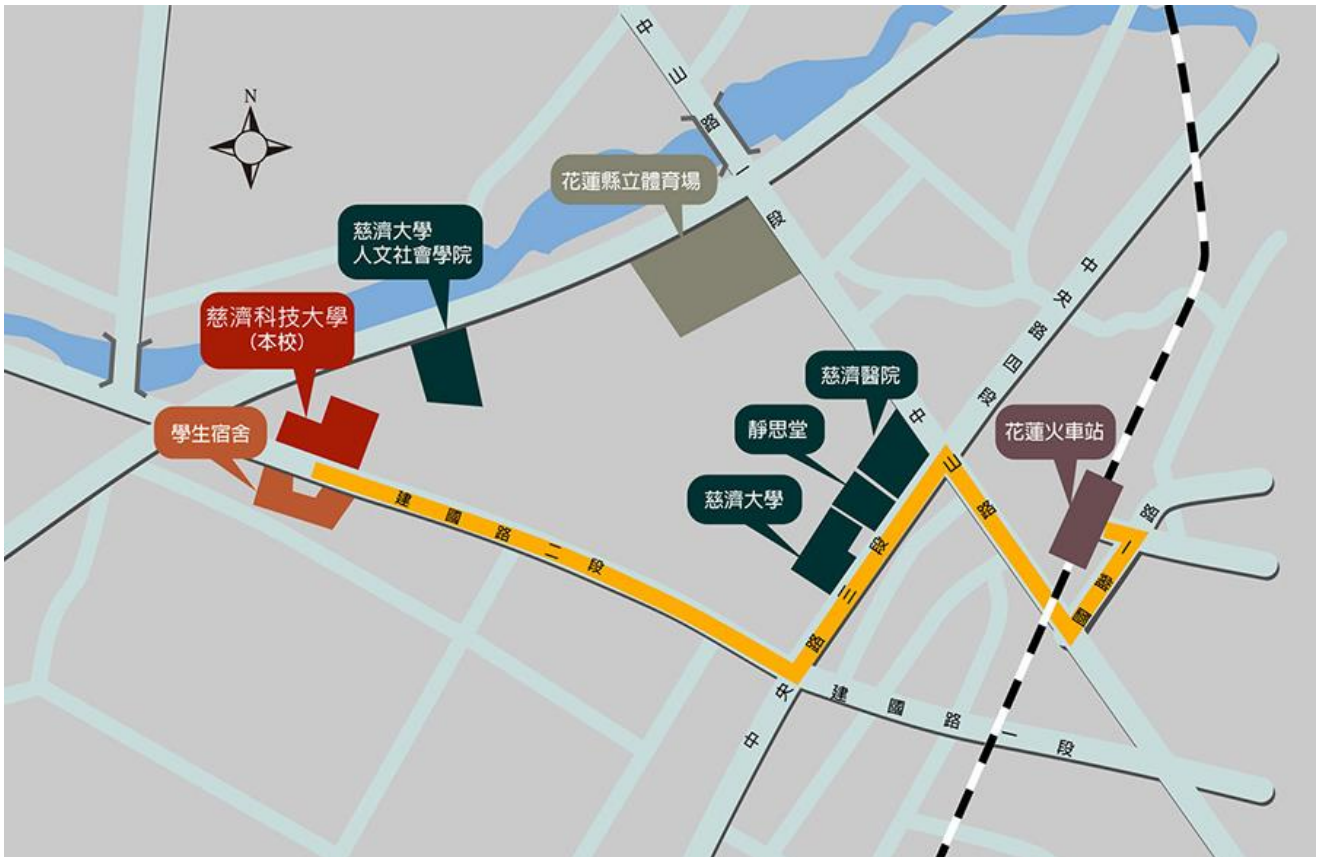 N
中山路一段
花蓮縣立體育場
慈濟大學
人文社會學院
慈濟科技大學
(本校)
學生宿舍
慈濟醫院
靜思堂
慈濟大學
中央路四段
花蓮火車站
中山路
國聯一路
建國路二段
中央路三段
建國路一段